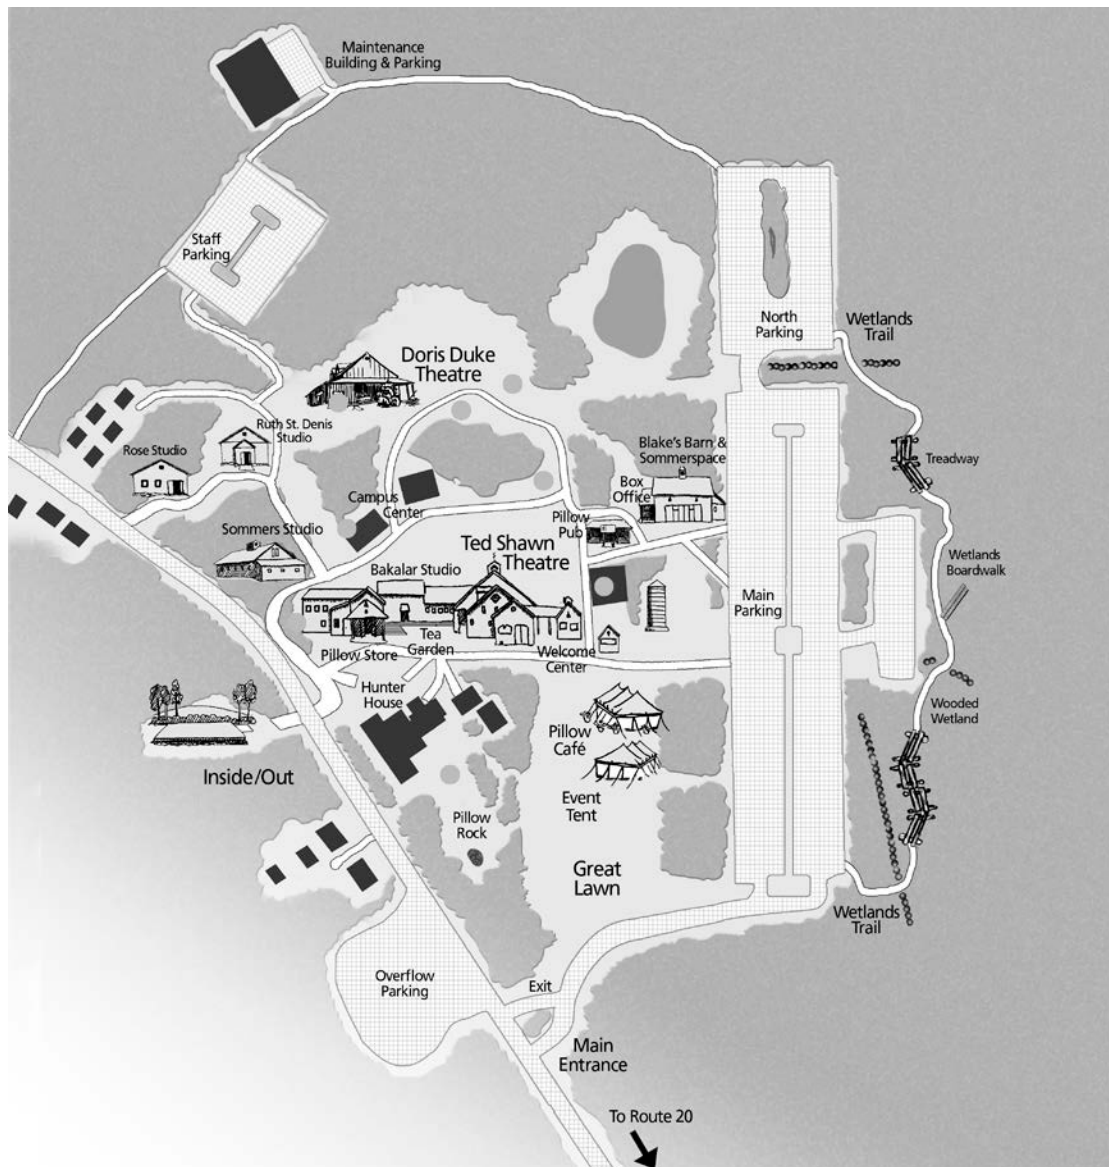 Maintenance
Building & Parking
Staff
Parking
North
Parking
Wetlands
Trail
Doris Duke
Theatre
Ruth St. Denis
Studio
Rose Studio
Blake's Barn &
Sommerspace
Treadway
Box
Office
Campus
Center
Pillow
Pub
Sommers Studio
Ted Shawn
Theatre
Wetlands
Boardwalk
Bakalar Studio
Main
Parking
Tea
Garden
Pillow Store
Welcome
Center
Hunter
House
Wooded
Wetland
Pillow
Café
Inside/Out
Event
Tent
Pillow
Rock
Great
Lawn
Wetlands
Trail
Overflow
Parking
Exit
Main
Entrance
To Route 20